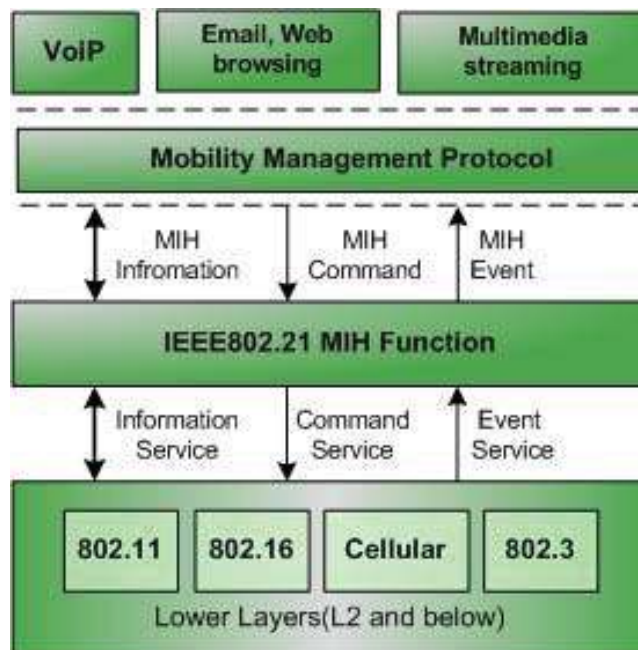 VoiP
Email, Web
browsing
Multimedia
streaming
Mobility Management Protocol
MIH
Infromation
MIH
Command
MIH
Event
IEEE802.21 MIH Function
Information
Service
Command
Service
Event
Service
802.11
802.16
Cellular
802.3
Lower Layers(L2 and below)